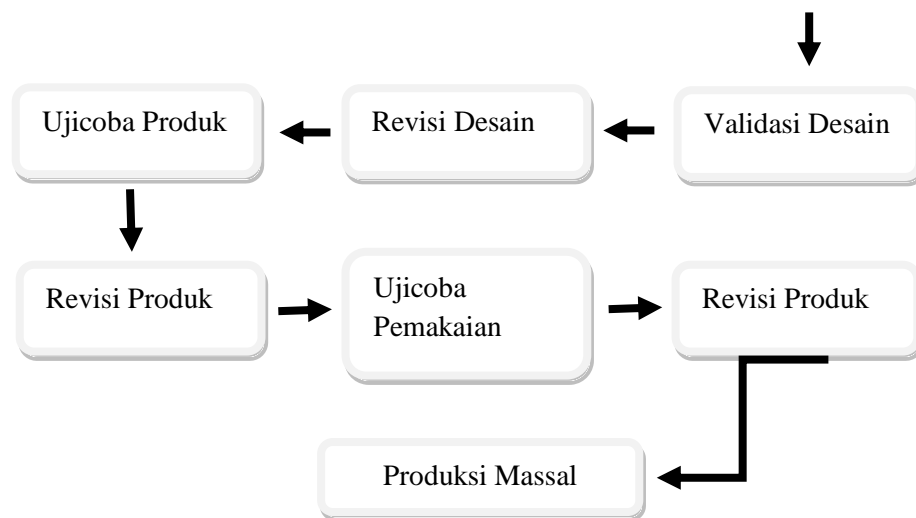 Ujicoba Produk
Revisi Desain
Validasi Desain
Revisi Produk
Ujicoba
Pemakaian
Revisi Produk
Produksi Massal